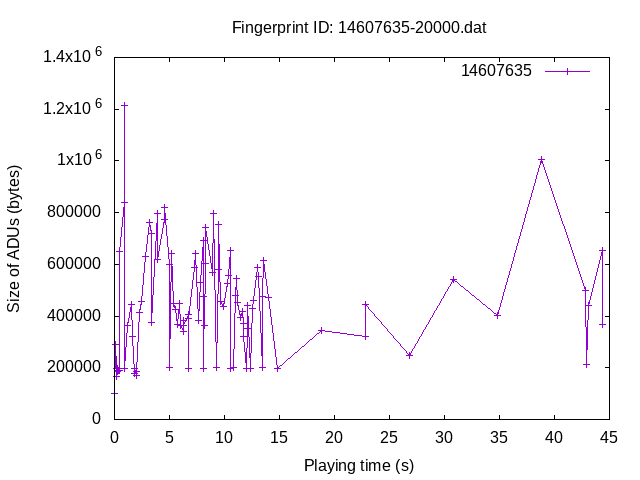 Fingerprint ID: 14607635-20000.dat
14607635
1.4x10^6
1.2x10^6
1x10^6
800000
600000
400000
200000
0
Size of ADUs (bytes)
0 5 10 15 20 25 30 35 40 45
Playing time (s)